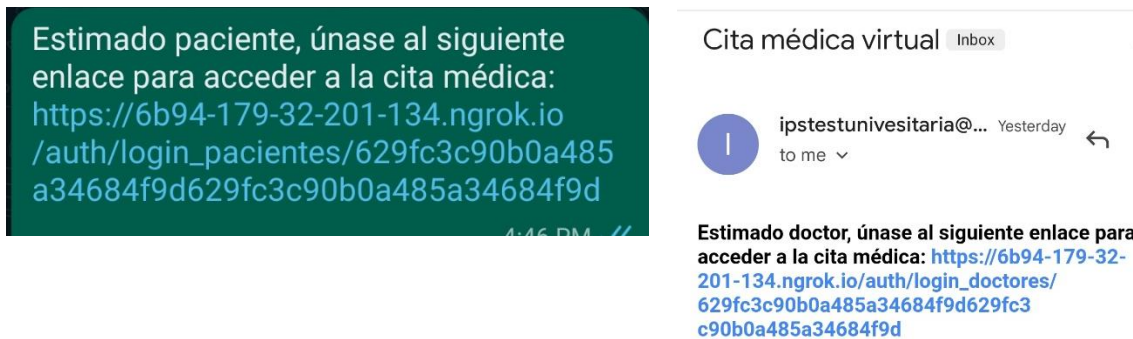 Estimado paciente, únase al siguiente
enlace para acceder a la cita médica:
https://6b94-179-32-201-134.ngrok.io
/auth/login_pacientes/629fc3c90b0a485
a34684f9d629fc3c90b0a485a34684f9d
4:46 PM
Cita médica virtual Inbox
I
ipstestunivesitaria@... Yesterday
to me
Estimado doctor, únase al siguiente enlace para
acceder a la cita médica: https://6b94-179-32-
201-134.ngrok.io/auth/login_doctores/
629fc3c90b0a485a34684f9d629fc3
c90b0a485a34684f9d